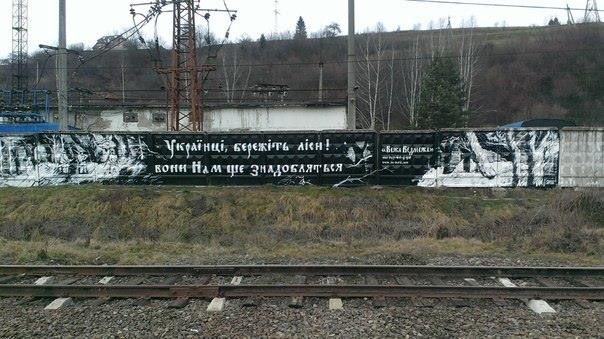 Українці, бережіть ліси!
вони Нам ще Знадобляться
«Вежа Ведмежа»